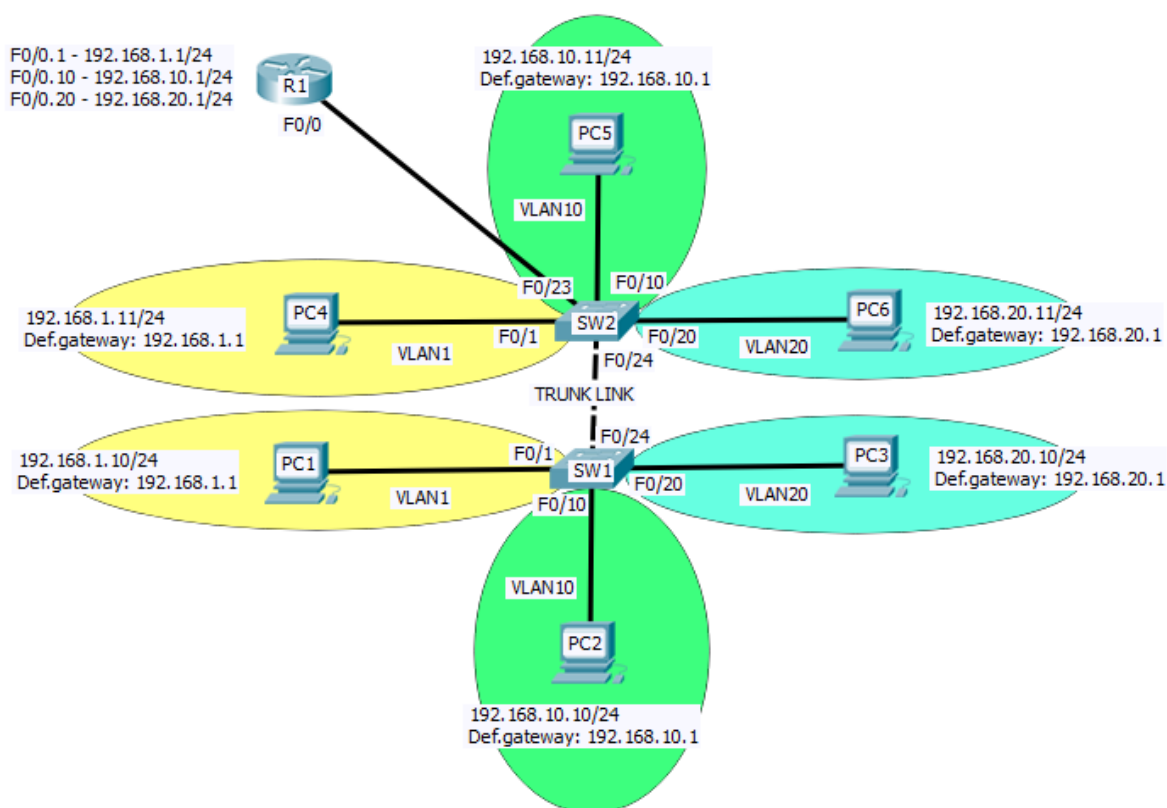 F0/0.1 - 192.168.1.1/24
F0/0.10 - 192.168.10.1/24
F0/0.20 - 192.168.20.1/24
R1
F0/0
192.168.10.11/24
Def.gateway: 192.168.10.1
PC5
VLAN10
F0/23
F0/10
192.168.1.11/24
Def.gateway: 192.168.1.1
PC4
VLAN1
F0/1
SW2
F0/20
F0/24
VLAN20
PC6
192.168.20.11/24
Def.gateway: 192.168.20.1
TRUNK LINK
192.168.1.10/24
Def.gateway: 192.168.1.1
PC1
VLAN1
F0/1
F0/24
SW1
F0/10
F0/20
VLAN20
PC3
192.168.20.10/24
Def.gateway: 192.168.20.1
VLAN10
PC2
192.168.10.10/24
Def.gateway: 192.168.10.1